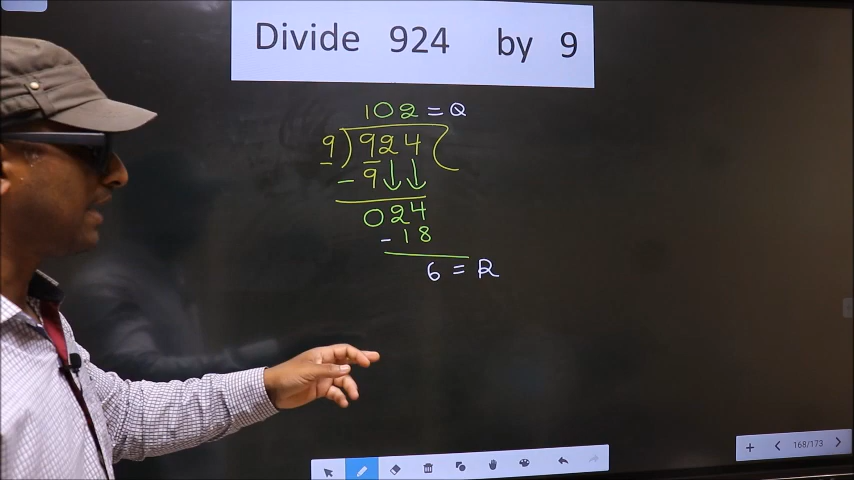 Divide 924 by 9
102 = Q
9) 924 (
- 9↓↓
024
- 18
6 = R
168/173